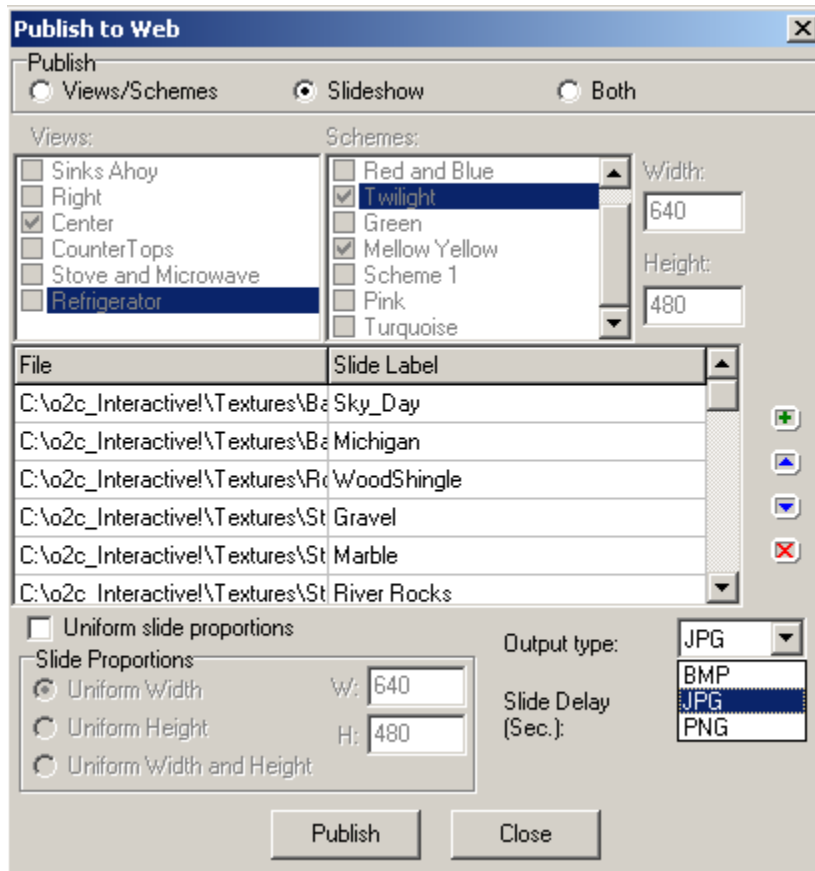 Publish to Web
Publish
Views/Schemes Slideshow Both
Views: Schemes:
Sinks Ahoy
Right
Center
CounterTops
Stove and Microwave
Refrigerator
Red and Blue
Twilight
Green
Mellow Yellow
Scheme 1
Pink
Turquoise
Width:
640
Height:
480
File Slide Label
C:\o2c_Interactive!\Textures\Ba Sky_Day
C:\o2c_Interactive!\Textures\Ba Michigan
C:\o2c_Interactive!\Textures\Ro WoodShingle
C:\o2c_Interactive!\Textures\St Gravel
C:\o2c_Interactive!\Textures\St Marble
C:\o2c_Interactive!\Textures\St River Rocks
Uniform slide proportions
Slide Proportions
Uniform Width
Uniform Height
Uniform Width and Height
W: 640
H: 480
Output type: JPG
BMP
JPG
PNG
Slide Delay
(Sec.):
Publish Close